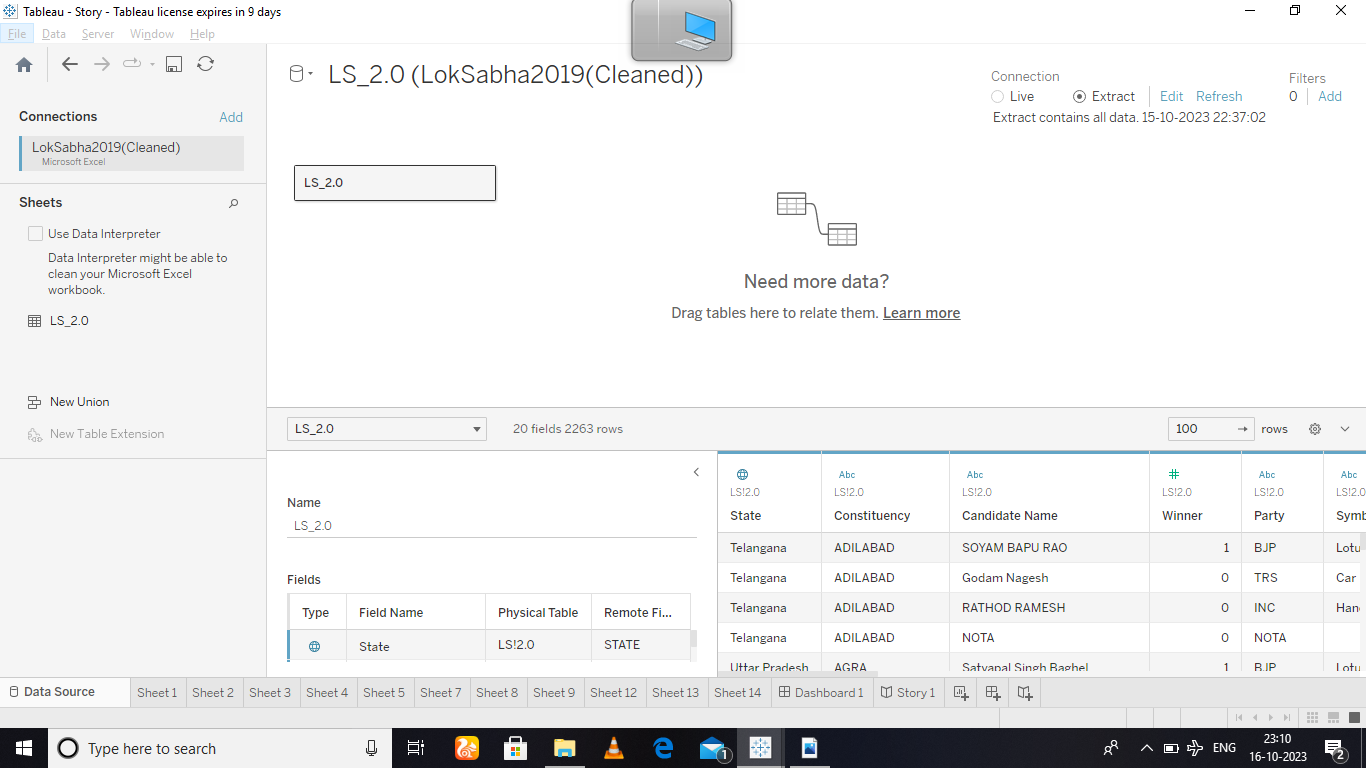 Tableau - Story - Tableau license expires in 9 days
File Data Server Window Help
Connections Add
LokSabha2019(Cleaned)
Microsoft Excel
Sheets
Use Data Interpreter
Data Interpreter might be able to
clean your Microsoft Excel
workbook.
LS_2.0
New Union
New Table Extension
LS_2.0 (LokSabha2019(Cleaned))
Connection
Live Extract Edit Refresh
Extract contains all data. 15-10-2023 22:37:02
Filters
0 Add
LS_2.0
Need more data?
Drag tables here to relate them. Learn more
LS_2.0 20 fields 2263 rows 100 rows
Name
LS_2.0
Fields
Type Field Name Physical Table Remote Fi...
State LS!2.0 STATE
Abc Abc # Abc Abc
LS!2.0 LS!2.0 LS!2.0 LS!2.0 LS!2.0 LS!2.0
State Constituency Candidate Name Winner Party Symb
Telangana ADILABAD SOYAM BAPU RAO 1 BJP Lotu
Telangana ADILABAD Godam Nagesh 0 TRS Car
Telangana ADILABAD RATHOD RAMESH 0 INC Han
Telangana ADILABAD NOTA 0 NOTA
Uttar Pradesh AGRA Satyapal Singh Baghel 1 BJP Lotu
Data Source Sheet 1 Sheet 2 Sheet 3 Sheet 4 Sheet 5 Sheet 7 Sheet 8 Sheet 9 Sheet 12 Sheet 13 Sheet 14 Dashboard 1 Story 1
Type here to search
1
ENG
23:10
16-10-2023
2